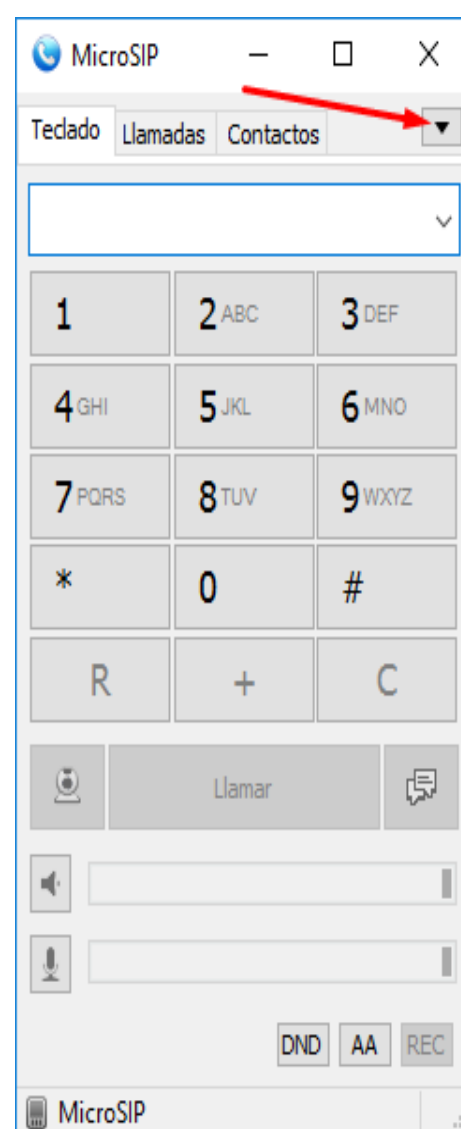 MicroSIP
Teclado Llamadas Contactos
1 2 ABC 3 DEF
4 GHI 5 JKL 6 MNO
7 PQRS 8 TUV 9 WXYZ
* 0 #
R + C
Llamar
DND AA REC
MicroSIP